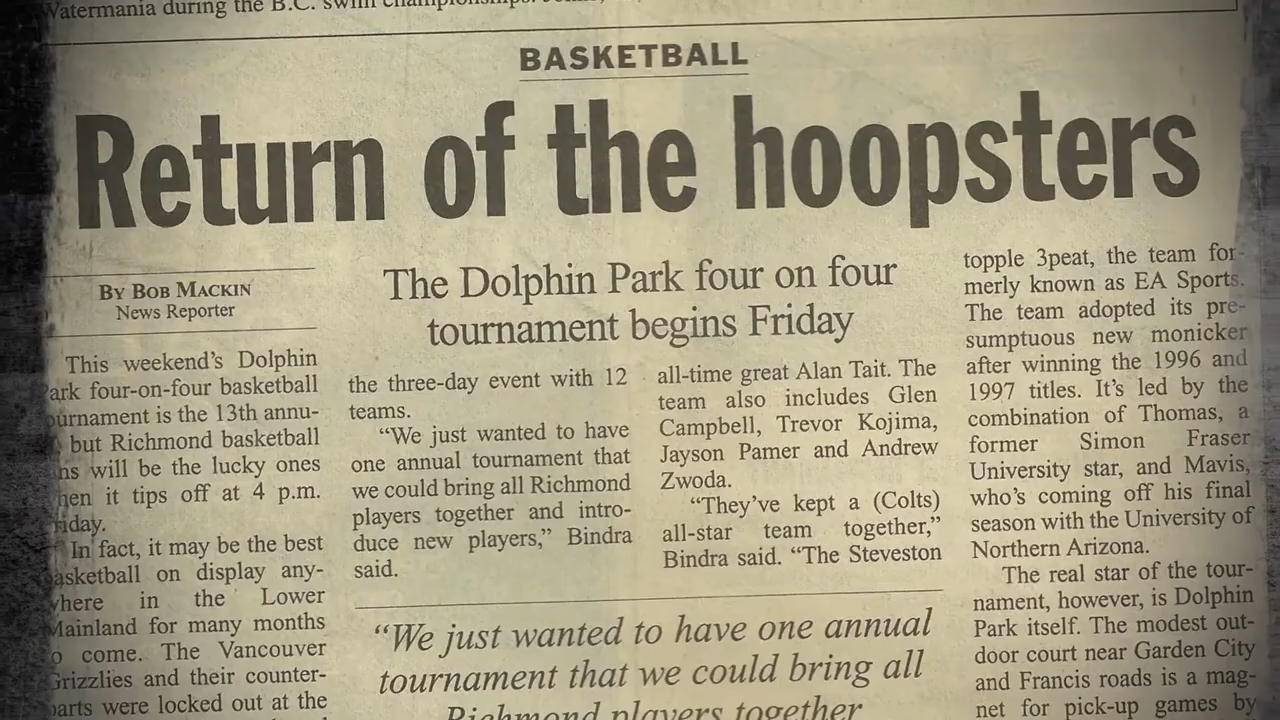 Watermania during the B.C. swim championships.
BASKETBALL
Return of the hoopsters
BY BOB MACKIN
News Reporter
This weekend's Dolphin
ark four-on-four basketball
ournament is the 13th annu-
but Richmond basketball
ns will be the lucky ones
hen it tips off at 4 p.m.
riday.
In fact, it may be the best
asketball on display any-
where in the Lower
Mainland for many months
o come. The Vancouver
Grizzlies and their counter-
parts were locked out at the
The Dolphin Park four on four
tournament begins Friday
the three-day event with 12
teams.
“We just wanted to have
one annual tournament that
we could bring all Richmond
players together and intro-
duce new players,” Bindra
said.
all-time great Alan Tait. The
team also includes Glen
Campbell, Trevor Kojima,
Jayson Pamer and Andrew
Zwoda.
“They’ve kept a (Colts)
all-star team together,”
Bindra said. “The Steveston
“We just wanted to have one annual
tournament that we could bring all
Richmond players together
topple 3peat, the team for-
merly known as EA Sports.
The team adopted its pre-
sumptuous new monicker
after winning the 1996 and
1997 titles. It’s led by the
combination of Thomas, a
former Simon Fraser
University star, and Mavis,
who’s coming off his final
season with the University of
Northern Arizona.
The real star of the tour-
nament, however, is Dolphin
Park itself. The modest out-
door court near Garden City
and Francis roads is a mag-
net for pick-up games by